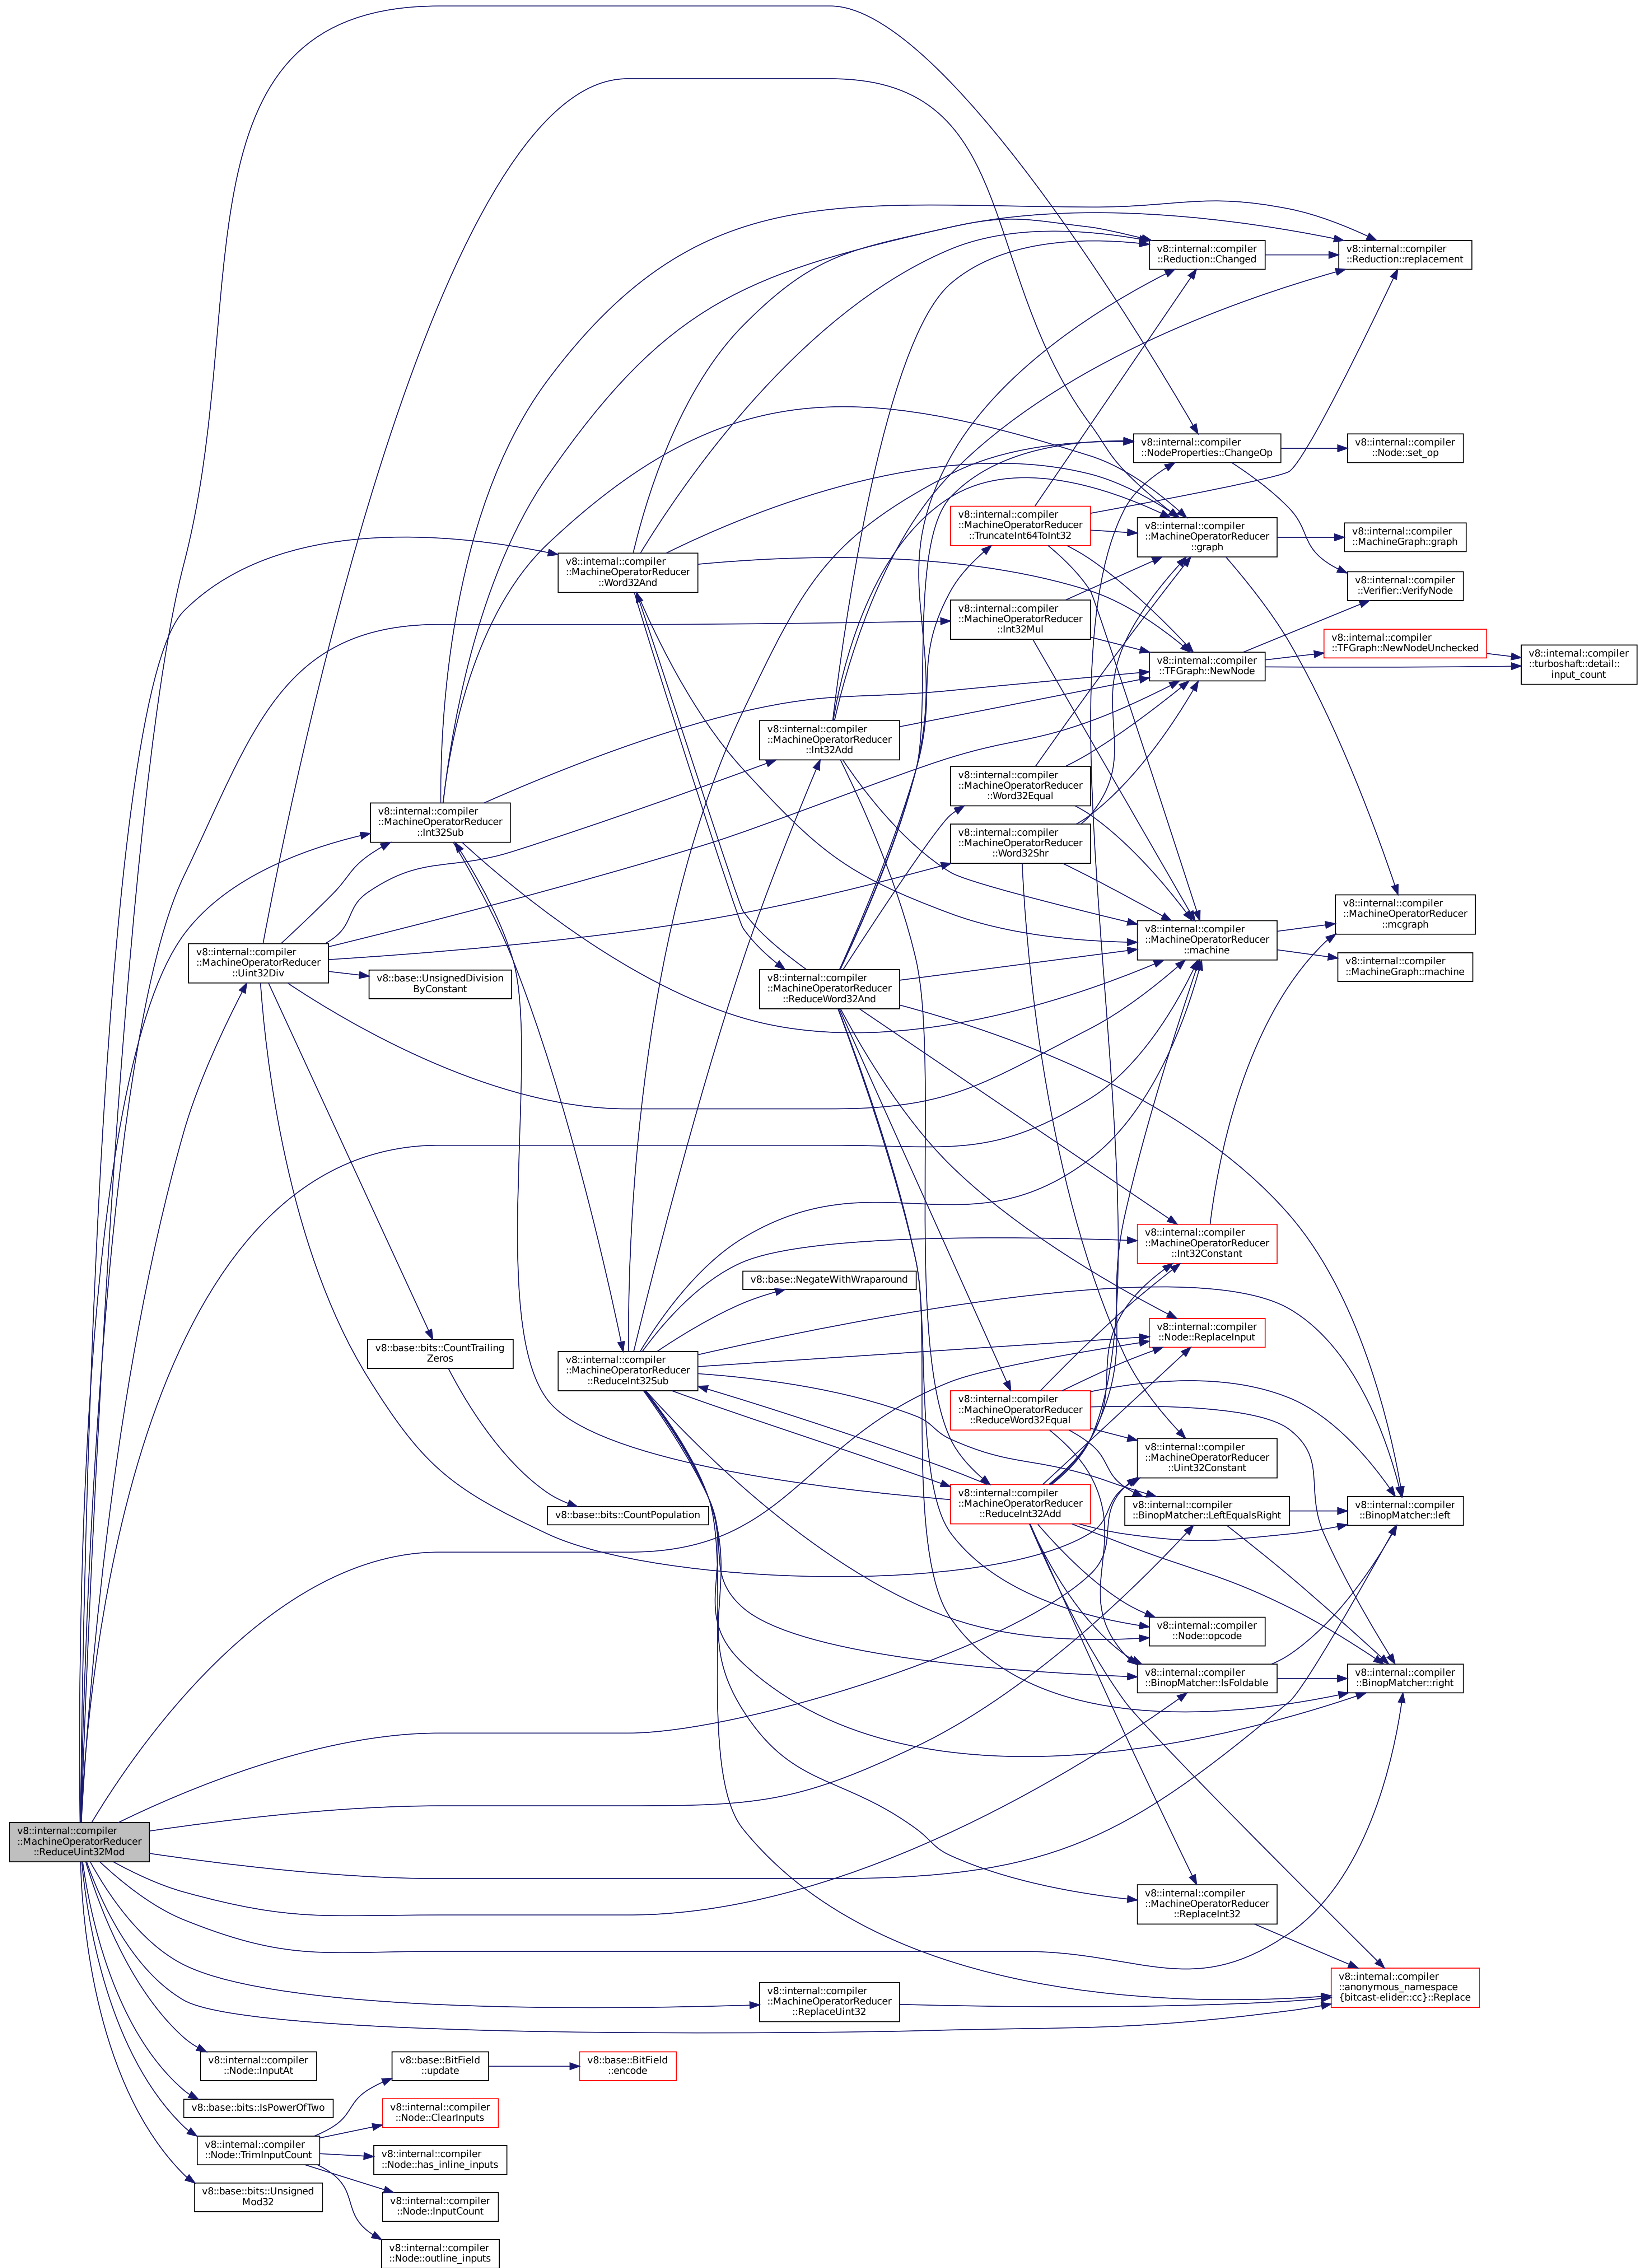 v8::internal::compiler
::Reduction::Changed
v8::internal::compiler
::Reduction::replacement
v8::internal::compiler
::NodeProperties::ChangeOp
v8::internal::compiler
::Node::set_op
v8::internal::compiler
::MachineOperatorReducer
::TruncateInt64ToInt32
v8::internal::compiler
::MachineOperatorReducer
::graph
v8::internal::compiler
::MachineGraph::graph
v8::internal::compiler
::MachineOperatorReducer
::Word32And
v8::internal::compiler
::Verifier::VerifyNode
v8::internal::compiler
::MachineOperatorReducer
::Int32Mul
v8::internal::compiler
::TFGraph::NewNode
v8::internal::compiler
::TFGraph::NewNodeUnchecked
v8::internal::compiler
::turboshaft::detail::
input_count
v8::internal::compiler
::MachineOperatorReducer
::Int32Add
v8::internal::compiler
::MachineOperatorReducer
::Word32Equal
v8::internal::compiler
::MachineOperatorReducer
::Int32Sub
v8::internal::compiler
::MachineOperatorReducer
::Word32Shr
v8::internal::compiler
::MachineOperatorReducer
::mcgraph
v8::internal::compiler
::MachineOperatorReducer
::Uint32Div
v8::base::UnsignedDivision
ByConstant
v8::internal::compiler
::MachineOperatorReducer
::ReduceWord32And
v8::internal::compiler
::MachineOperatorReducer
::machine
v8::internal::compiler
::MachineGraph::machine
v8::internal::compiler
::MachineOperatorReducer
::Int32Constant
v8::base::NegateWithWraparound
v8::internal::compiler
::Node::ReplaceInput
v8::base::bits::CountTrailing
Zeros
v8::internal::compiler
::MachineOperatorReducer
::ReduceInt32Sub
v8::internal::compiler
::MachineOperatorReducer
::ReduceWord32Equal
v8::internal::compiler
::MachineOperatorReducer
::Uint32Constant
v8::base::bits::CountPopulation
v8::internal::compiler
::MachineOperatorReducer
::ReduceInt32Add
v8::internal::compiler
::BinopMatcher::LeftEqualsRight
v8::internal::compiler
::BinopMatcher::left
v8::internal::compiler
::Node::opcode
v8::internal::compiler
::BinopMatcher::IsFoldable
v8::internal::compiler
::BinopMatcher::right
v8::internal::compiler
::MachineOperatorReducer
::ReduceUint32Mod
v8::internal::compiler
::MachineOperatorReducer
::ReplaceInt32
v8::internal::compiler
::MachineOperatorReducer
::ReplaceUint32
v8::internal::compiler
::anonymous_namespace
{bitcast-elider::cc}::Replace
v8::internal::compiler
::Node::InputAt
v8::base::BitField
::update
v8::base::BitField
::encode
v8::base::bits::IsPowerOfTwo
v8::internal::compiler
::Node::ClearInputs
v8::internal::compiler
::Node::TrimInputCount
v8::internal::compiler
::Node::has_inline_inputs
v8::base::bits::Unsigned
Mod32
v8::internal::compiler
::Node::InputCount
v8::internal::compiler
::Node::outline_inputs